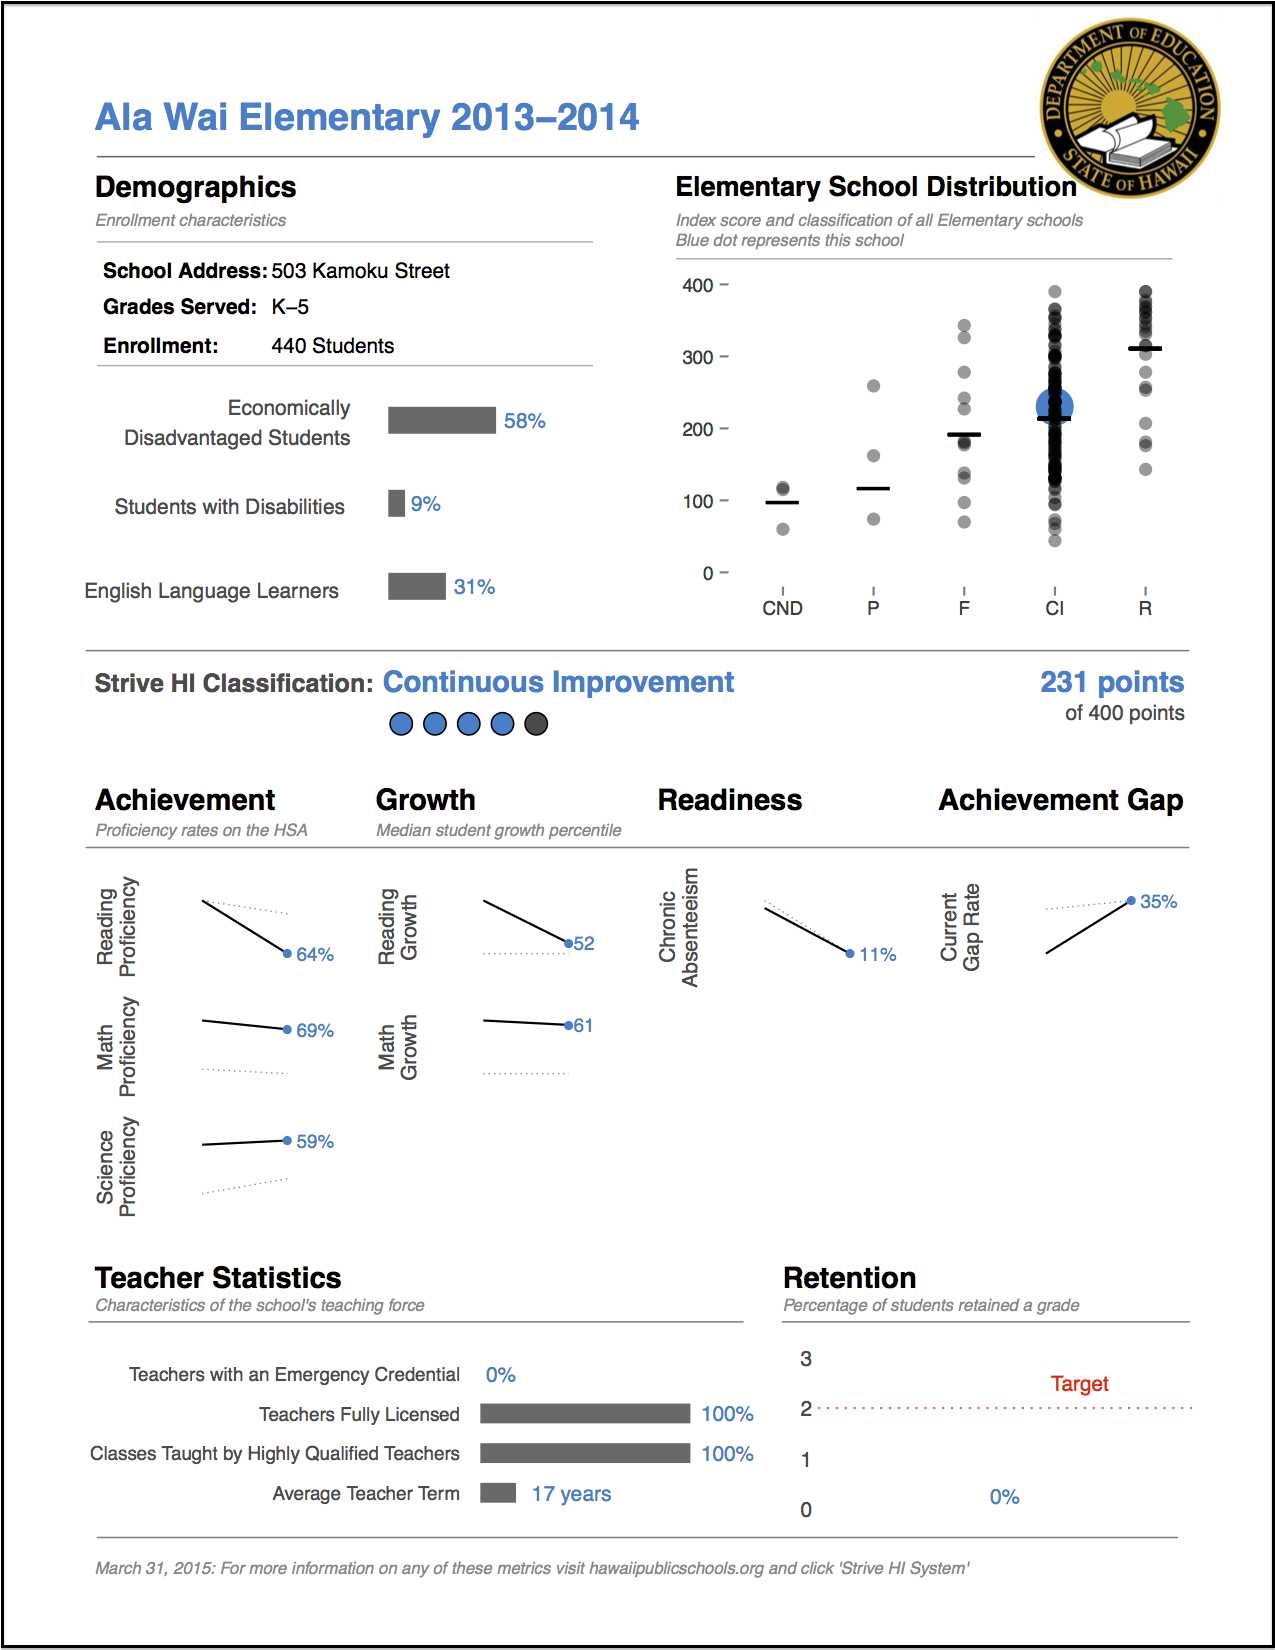 DEPARTMENT OF EDUCATION
STATE OF HAWAII
Ala Wai Elementary 2013–2014
Demographics
Enrollment characteristics
School Address: 503 Kamoku Street
Grades Served: K–5
Enrollment: 440 Students
Economically
Disadvantaged Students 58%
Students with Disabilities 9%
English Language Learners 31%
Elementary School Distribution
Index score and classification of all Elementary schools
Blue dot represents this school
400
300
200
100
0
CND P F CI R
Strive HI Classification: Continuous Improvement 231 points
of 400 points
Achievement
Proficiency rates on the HSA
Reading
Proficiency
64%
Math
Proficiency
69%
Science
Proficiency
59%
Growth
Median student growth percentile
Reading
Growth
52
Math
Growth
61
Readiness
Chronic
Absenteeism
11%
Achievement Gap
Current
Gap Rate
35%
Teacher Statistics
Characteristics of the school's teaching force
Teachers with an Emergency Credential 0%
Teachers Fully Licensed 100%
Classes Taught by Highly Qualified Teachers 100%
Average Teacher Term 17 years
Retention
Percentage of students retained a grade
3
Target
2
1
0%
0
March 31, 2015: For more information on any of these metrics visit hawaiipublicschools.org and click 'Strive HI System'